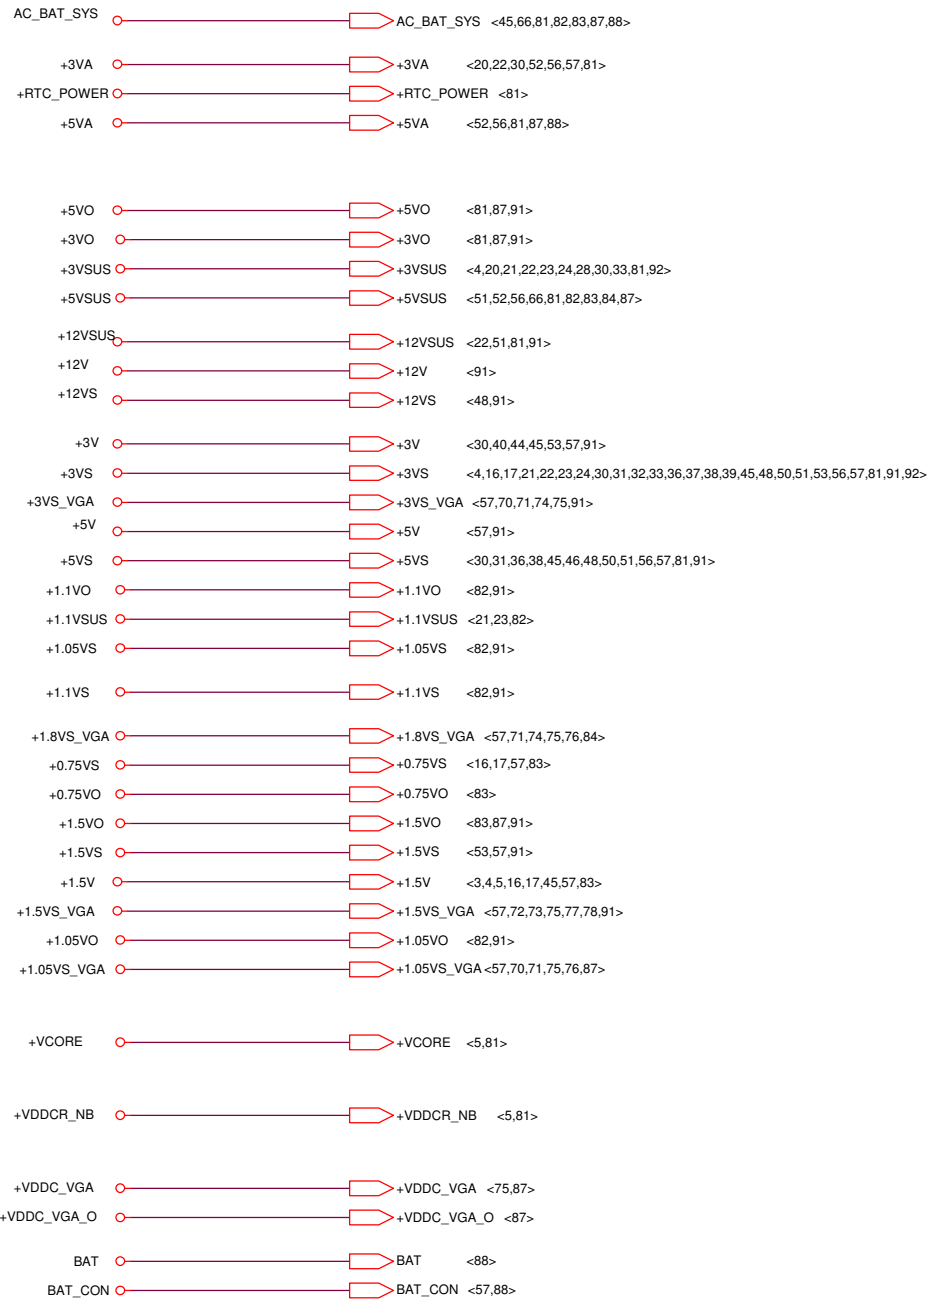 AC_BAT_SYS AC_BAT_SYS <45,66,81,82,83,87,88>
+3VA +3VA <20,22,30,52,56,57,81>
+RTC_POWER +RTC_POWER <81>
+5VA +5VA <52,56,81,87,88>
+5VO +5VO <81,87,91>
+3VO +3VO <81,87,91>
+3VSUS +3VSUS <4,20,21,22,23,24,28,30,33,81,92>
+5VSUS +5VSUS <51,52,56,66,81,82,83,84,87>
+12VSUS +12VSUS <22,51,81,91>
+12V +12V <91>
+12VS +12VS <48,91>
+3V +3V <30,40,44,45,53,57,91>
+3VS +3VS <4,16,17,21,22,23,24,30,31,32,33,36,37,38,39,45,48,50,51,53,56,57,81,91,92>
+3VS_VGA +3VS_VGA <57,70,71,74,75,91>
+5V +5V <57,91>
+5VS +5VS <30,31,36,38,45,46,48,50,51,56,57,81,91>
+1.1VO +1.1VO <82,91>
+1.1VSUS +1.1VSUS <21,23,82>
+1.05VS +1.05VS <82,91>
+1.1VS +1.1VS <82,91>
+1.8VS_VGA +1.8VS_VGA <57,71,74,75,76,84>
+0.75VS +0.75VS <16,17,57,83>
+0.75VO +0.75VO <83>
+1.5VO +1.5VO <83,87,91>
+1.5VS +1.5VS <53,57,91>
+1.5V +1.5V <3,4,5,16,17,45,57,83>
+1.5VS_VGA +1.5VS_VGA <57,72,73,75,77,78,91>
+1.05VO +1.05VO <82,91>
+1.05VS_VGA +1.05VS_VGA <57,70,71,75,76,87>
+VCORE +VCORE <5,81>
+VDDCR_NB +VDDCR_NB <5,81>
+VDDC_VGA +VDDC_VGA <75,87>
+VDDC_VGA_O +VDDC_VGA_O <87>
BAT BAT <88>
BAT_CON BAT_CON <57,88>